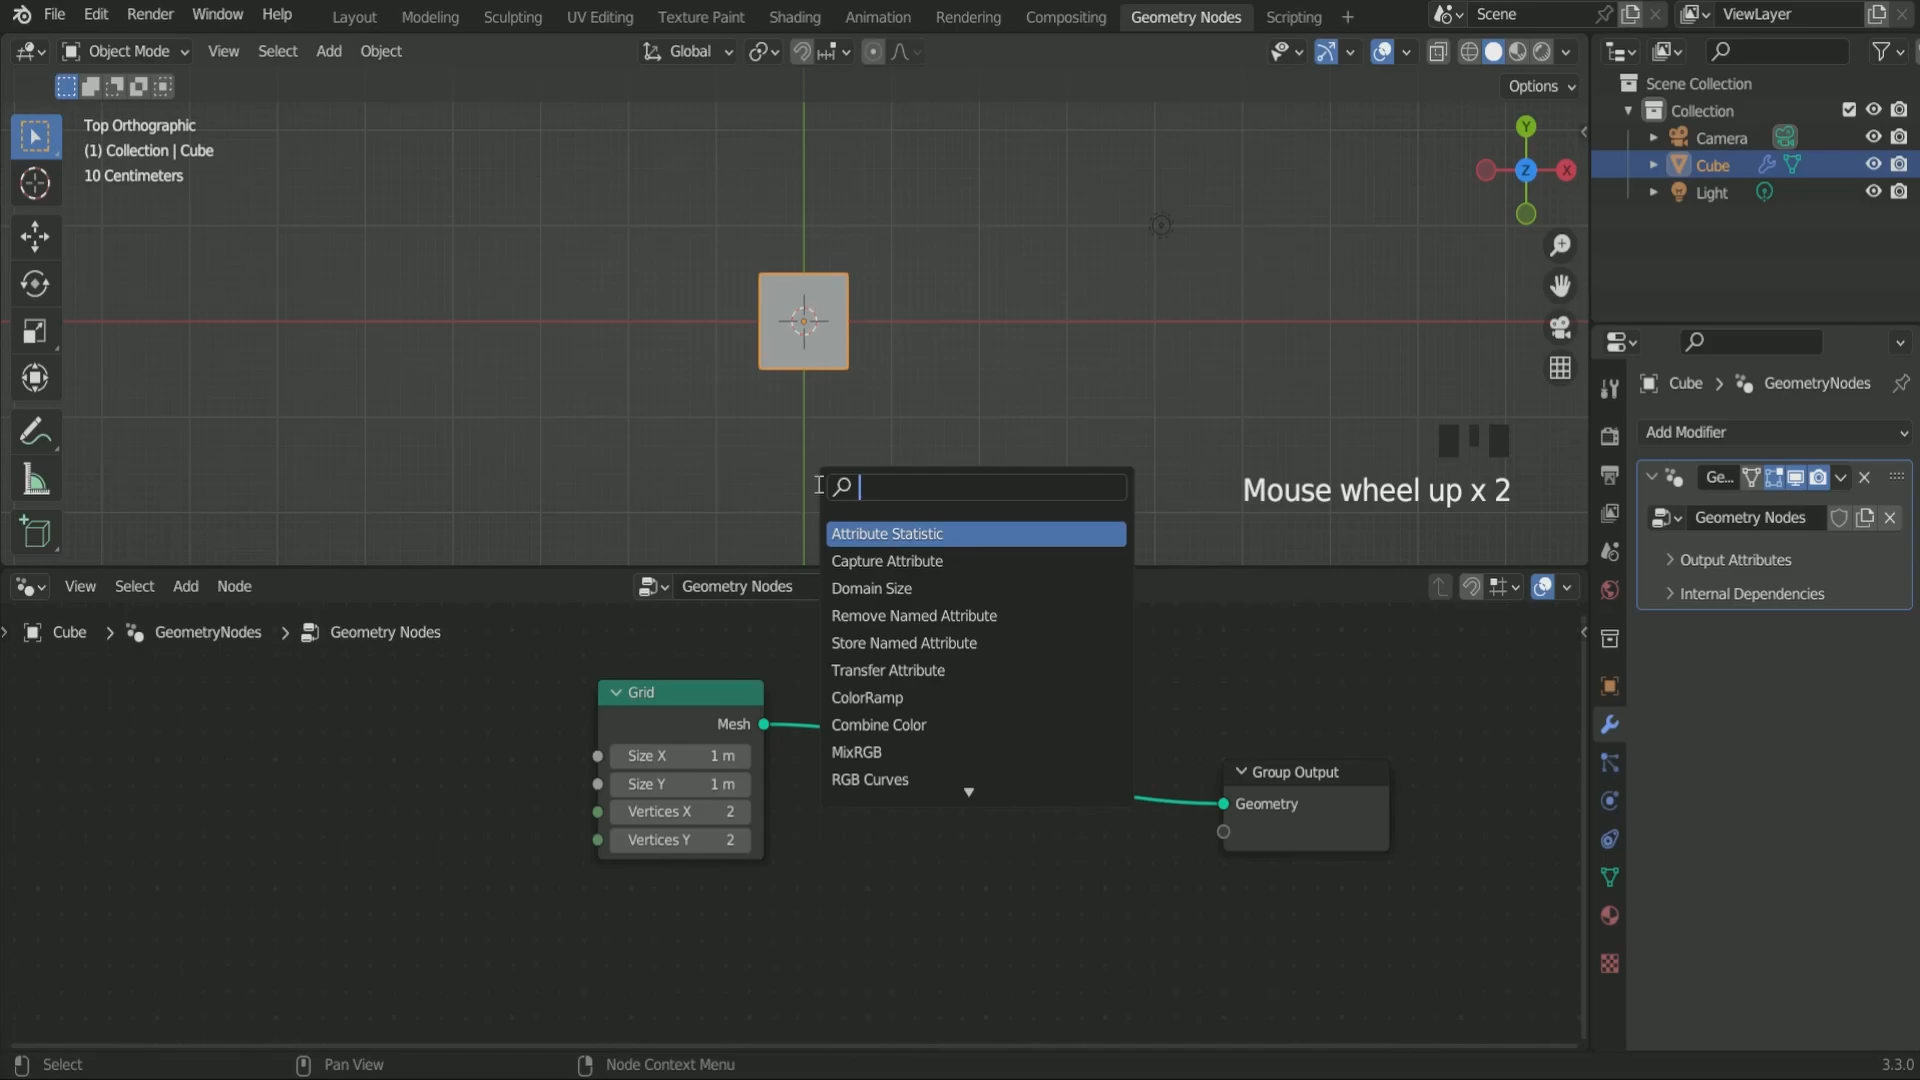 File Edit Render Window Help
Layout Modeling Sculpting UV Editing Texture Paint Shading Animation Rendering Compositing Geometry Nodes Scripting +
Scene
ViewLayer
Object Mode View Select Add Object
Global
Options
Top Orthographic
(1) Collection | Cube
10 Centimeters
Y
Z
X
Mouse wheel up x 2
Scene Collection
Collection
Camera
Cube
Light
Cube > GeometryNodes
Add Modifier
Ge...
Geometry Nodes
Output Attributes
Internal Dependencies
Attribute Statistic
Capture Attribute
Domain Size
Remove Named Attribute
Store Named Attribute
Transfer Attribute
ColorRamp
Combine Color
MixRGB
RGB Curves
View Select Add Node
Geometry Nodes
Cube > GeometryNodes > Geometry Nodes
Grid
Mesh
Size X 1 m
Size Y 1 m
Vertices X 2
Vertices Y 2
Group Output
Geometry
Select
Pan View
Node Context Menu
3.3.0